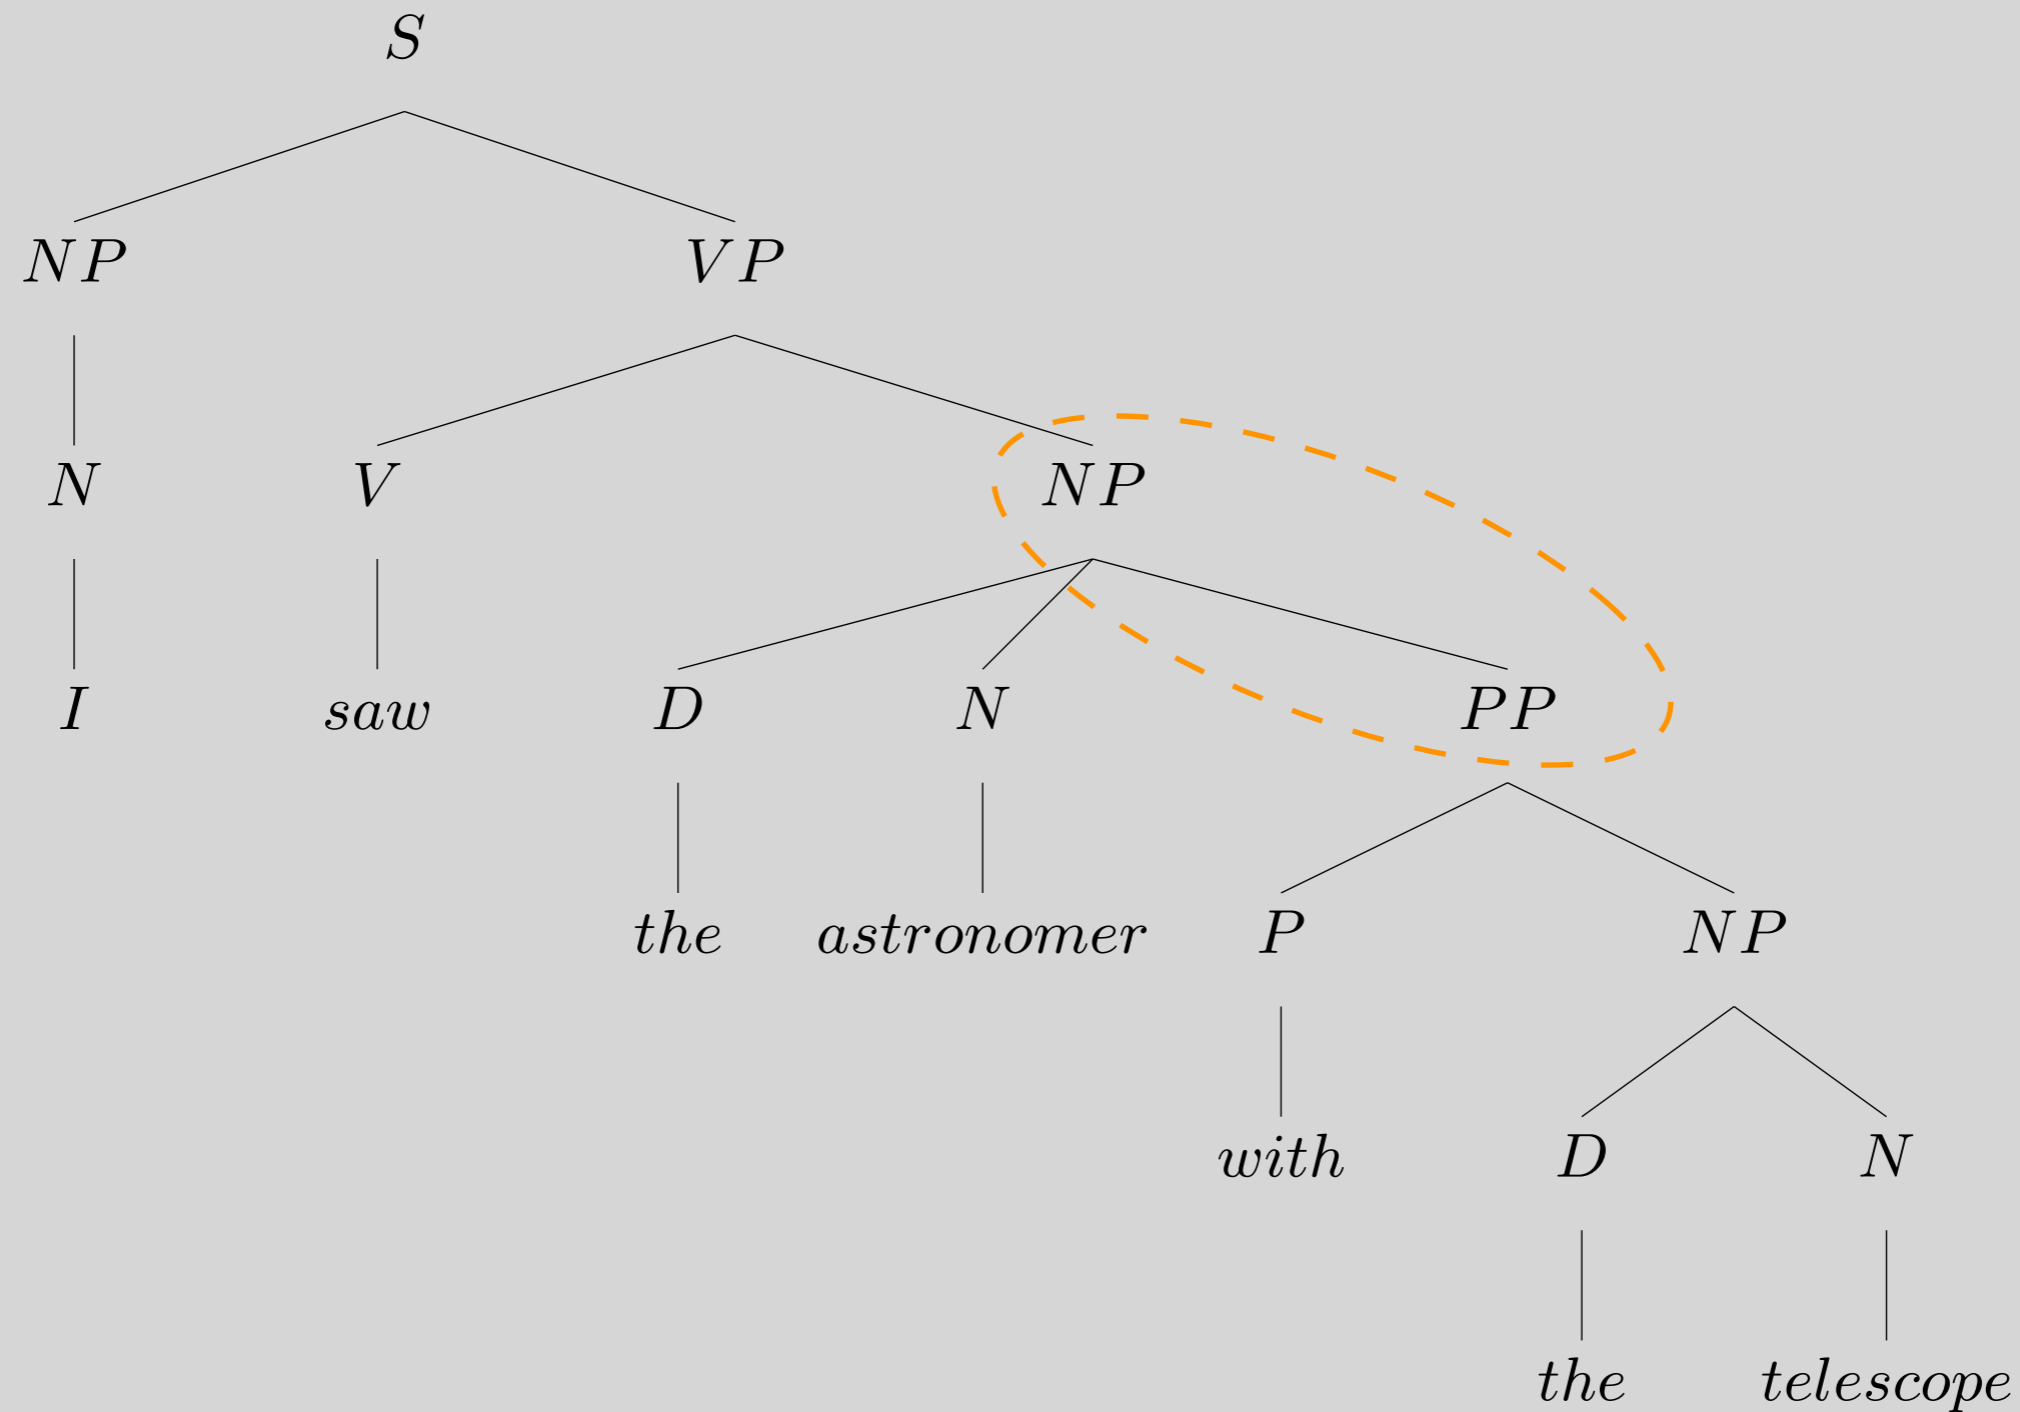 S
NP VP
N V NP
I saw D N PP
the astronomer P NP
with D N
the telescope